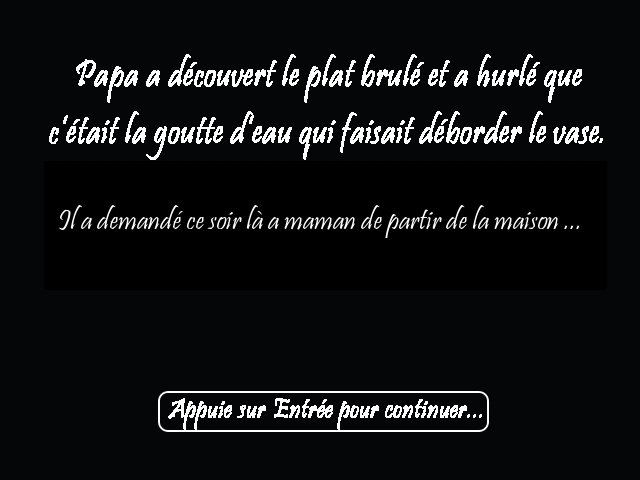 Papa a découvert le plat brulé et a hurlé que
c'était la goutte d'eau qui faisait déborder le vase.
Il a demandé ce soir là a maman de partir de la maison ...
Appuie sur Entrée pour continuer...